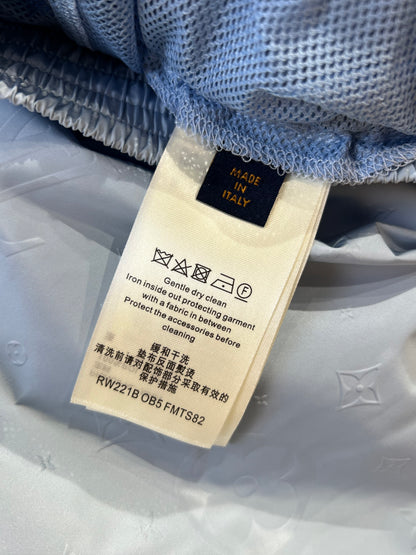 MADE
IN
ITALY
Gentle dry clean
Iron inside out protecting garment
with a fabric in between
Protect the accessories before
cleaning
缓和干洗
垫布反面熨烫
清洗前请对配饰部分采取有效的
保护措施
RW221B OB5 FMTS82